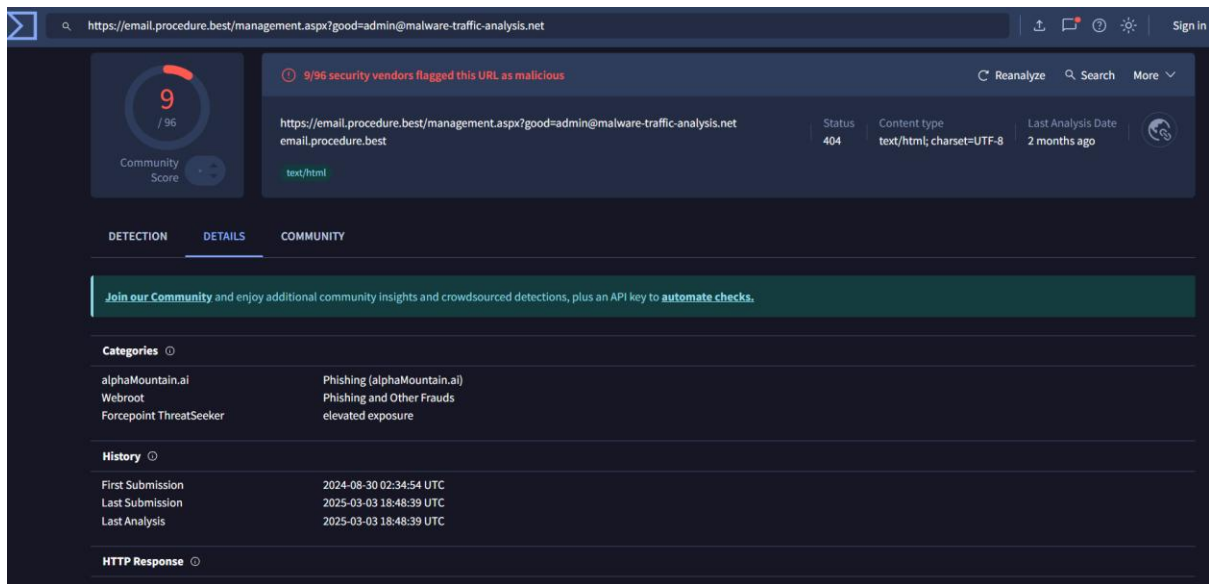 https://email.procedure.best/management.aspx?good=admin@malware-traffic-analysis.net
Sign in
9
/ 96
Community
Score
-
9/96 security vendors flagged this URL as malicious
Reanalyze
Search
More
https://email.procedure.best/management.aspx?good=admin@malware-traffic-analysis.net
email.procedure.best
text/html
Status
404
Content type
text/html; charset=UTF-8
Last Analysis Date
2 months ago
DETECTION DETAILS COMMUNITY
Join our Community and enjoy additional community insights and crowdsourced detections, plus an API key to automate checks.
Categories
alphaMountain.ai Phishing (alphaMountain.ai)
Webroot Phishing and Other Frauds
Forcepoint ThreatSeeker elevated exposure
History
First Submission 2024-08-30 02:34:54 UTC
Last Submission 2025-03-03 18:48:39 UTC
Last Analysis 2025-03-03 18:48:39 UTC
HTTP Response